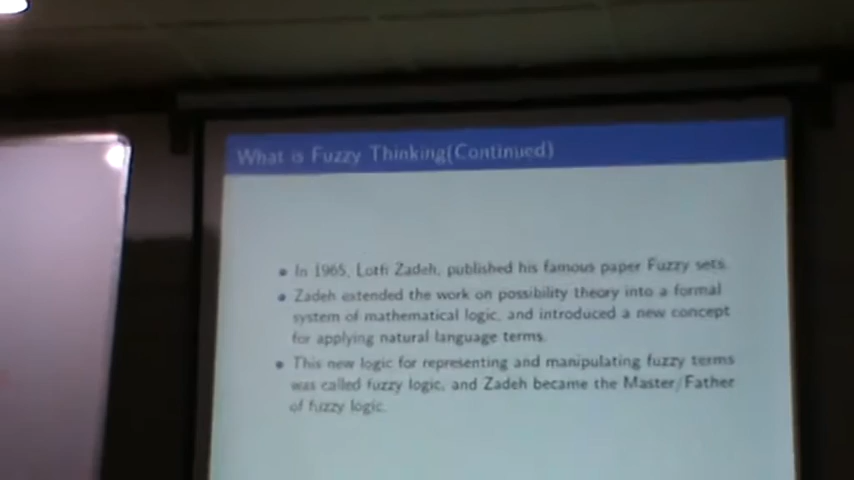 What is Fuzzy Thinking(Continued)
In 1965, Lotfi Zadeh, published his famous paper Fuzzy sets.
Zadeh extended the work on possibility theory into a formal
system of mathematical logic, and introduced a new concept
for applying natural language terms.
This new logic for representing and manipulating fuzzy terms
was called fuzzy logic, and Zadeh became the Master/Father
of fuzzy logic.